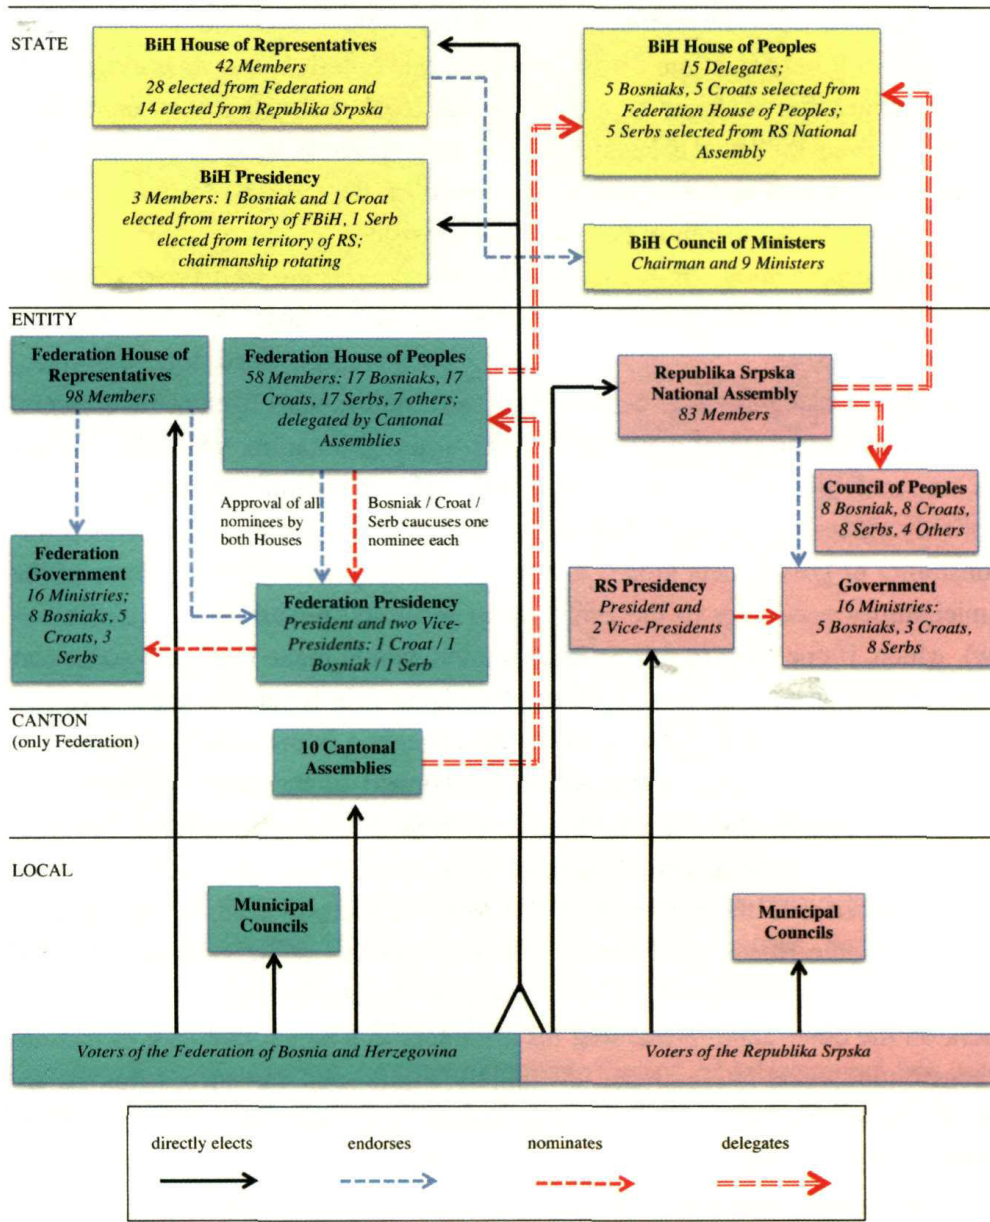 STATE
BiH House of Representatives
42 Members
28 elected from Federation and
14 elected from Republika Srpska
BiH House of Peoples
15 Delegates;
5 Bosniaks, 5 Croats selected from
Federation House of Peoples;
5 Serbs selected from RS National
Assembly
BiH Presidency
3 Members: 1 Bosniak and 1 Croat
elected from territory of FBiH, 1 Serb
elected from territory of RS;
chairmanship rotating
BiH Council of Ministers
Chairman and 9 Ministers
ENTITY
Federation House of
Representatives
98 Members
Federation House of Peoples
58 Members: 17 Bosniaks, 17
Croats, 17 Serbs, 7 others;
delegated by Cantonal
Assemblies
Republika Srpska
National Assembly
83 Members
Approval of all
nominees by
both Houses
Bosniak / Croat /
Serb caucuses one
nominee each
Council of Peoples
8 Bosniak, 8 Croats,
8 Serbs, 4 Others
Federation
Government
16 Ministries;
8 Bosniaks, 5
Croats, 3
Serbs
Federation Presidency
President and two Vice-
Presidents: 1 Croat / 1
Bosniak / 1 Serb
RS Presidency
President and
2 Vice-Presidents
Government
16 Ministries:
5 Bosniaks, 3 Croats,
8 Serbs
CANTON
(only Federation)
10 Cantonal
Assemblies
LOCAL
Municipal
Councils
Municipal
Councils
Voters of the Federation of Bosnia and Herzegovina
Voters of the Republika Srpska
directly elects
endorses
nominates
delegates